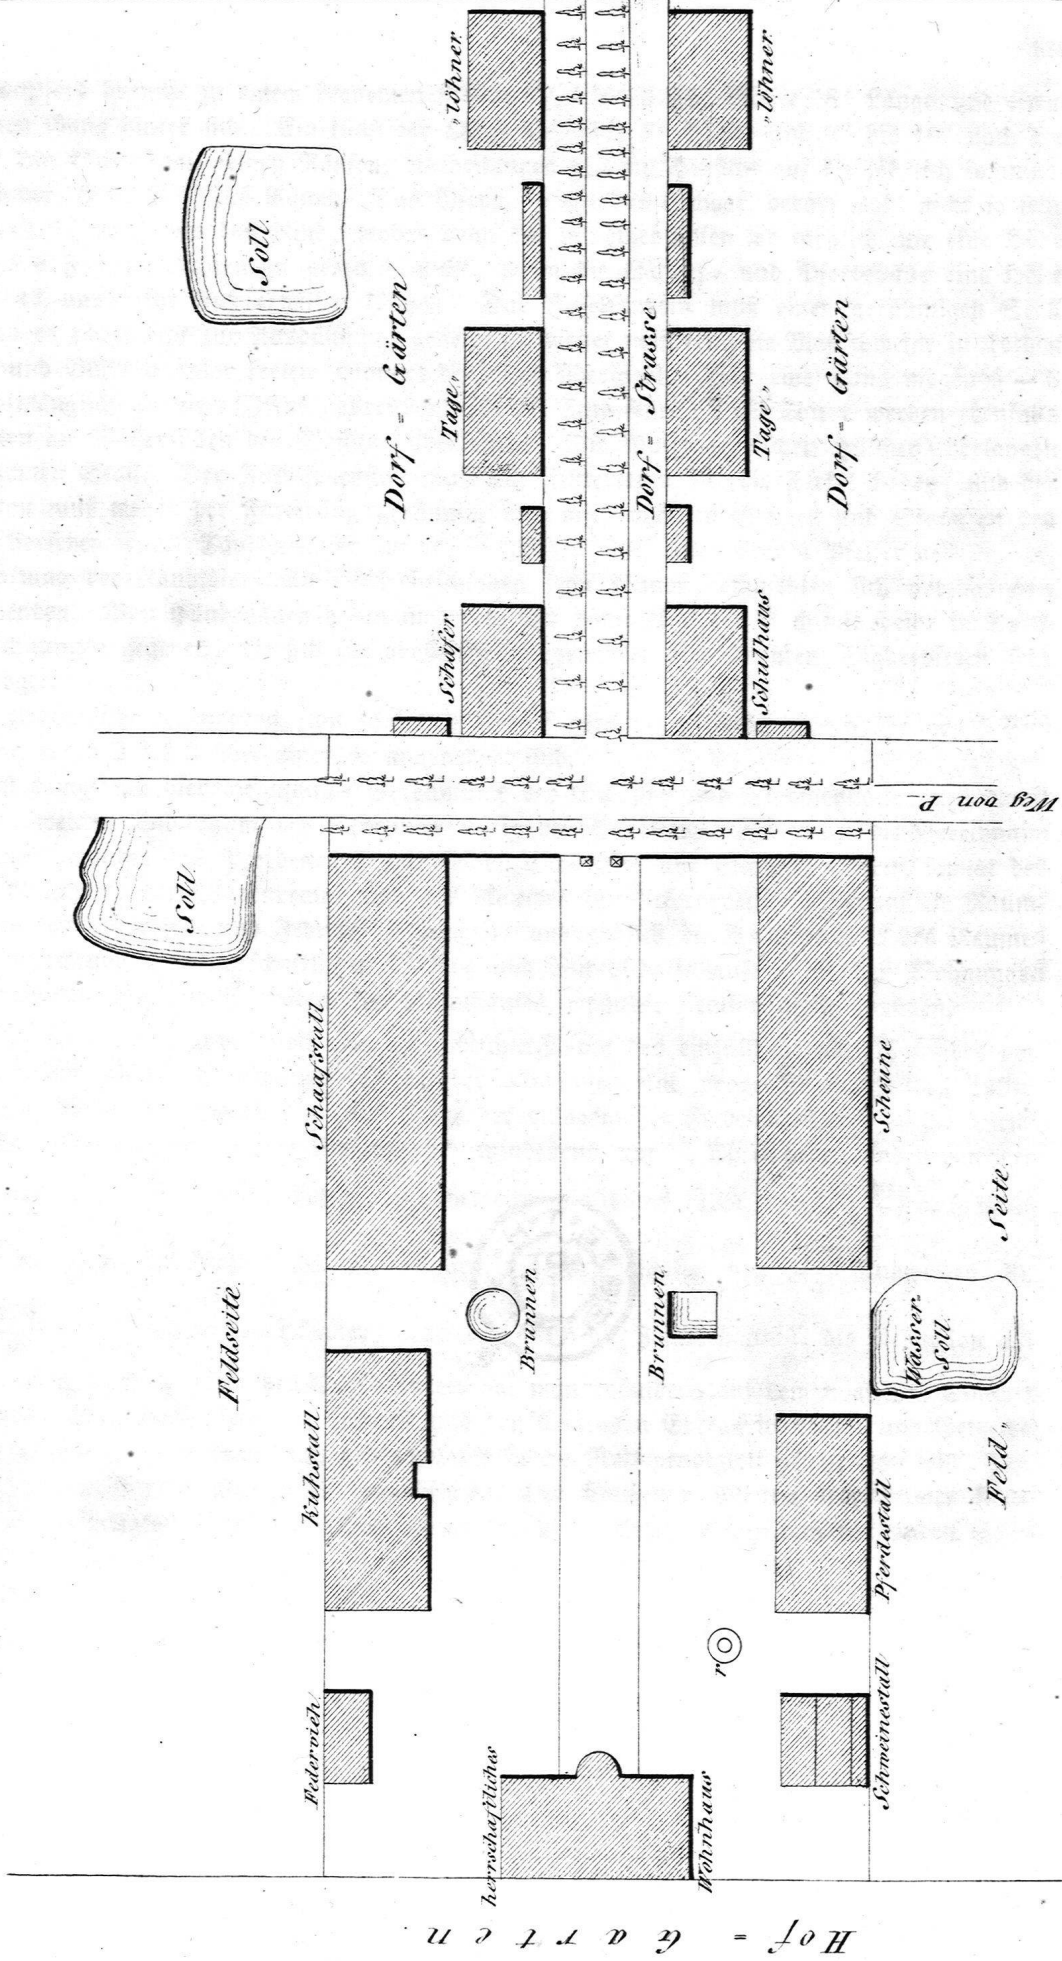 „löhner
„löhner
Soll.
Dorf= Gärten
Dorf= Strasse
Dorf= Gären
Tage„
Tage„
Schäfer
Schulhaus
Weg von P.
Soll.
Schaafstall
Scheune
Seite.
Feldseite.
Brunnen
Brunnen
Wasser
Soll.
Kuhstall
Pferdestall
Feld„
r
Federvieh
Schweinestall
herrschaftliches
Wohnhaus
Hof = Garten.